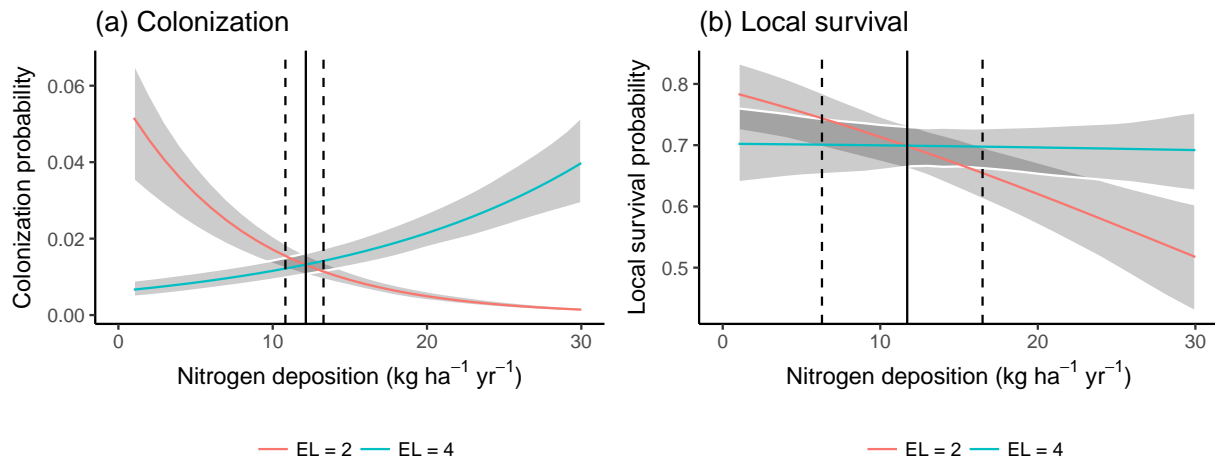 (a) Colonization
Colonization probability
0.06
0.04
0.02
0.00
0
10
20
30
Nitrogen deposition (kg ha⁻¹ yr⁻¹)
EL = 2
EL = 4
(b) Local survival
Local survival probability
0.8
0.7
0.6
0.5
0
10
20
30
Nitrogen deposition (kg ha⁻¹ yr⁻¹)
EL = 2
EL = 4